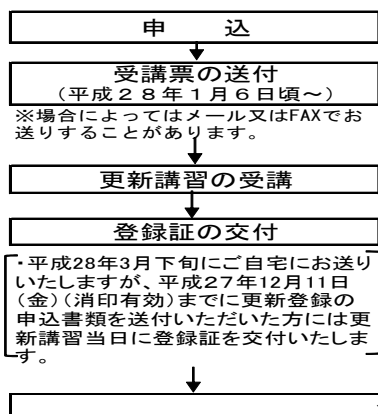 申　　込
受講票の送付
（平成２８年１月６日頃～）
※場合によってはメール又はFAXでお
送りすることがあります。
更新講習の受講
登録証の交付
・平成28年3月下旬にご自宅にお送り
いたしますが、平成27年12月11日
(金)(消印有効)までに更新登録の
申込書類を送付いただいた方には更
新講習当日に登録証を交付いたしま
す。